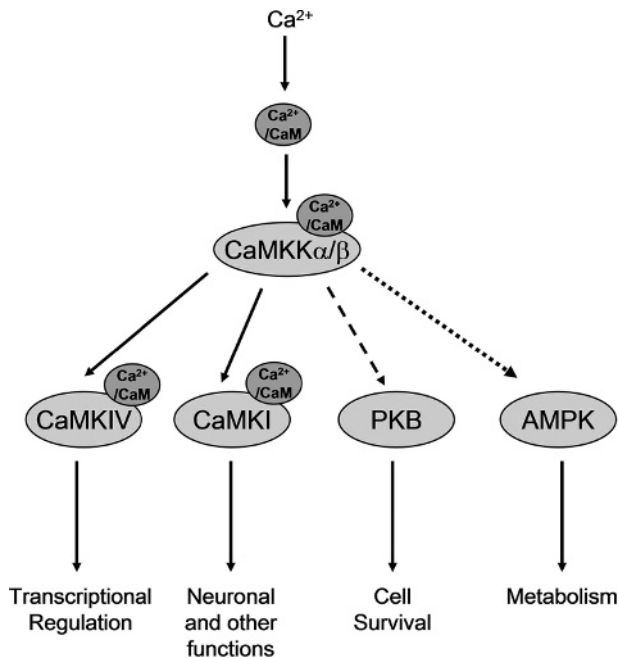 Ca²⁺
Ca²⁺
/CaM
Ca²⁺
/CaM
CaMKKα/β
Ca²⁺
/CaM
CaMKIV
Ca²⁺
/CaM
CaMKI
PKB
AMPK
Transcriptional
Regulation
Neuronal
and other
functions
Cell
Survival
Metabolism